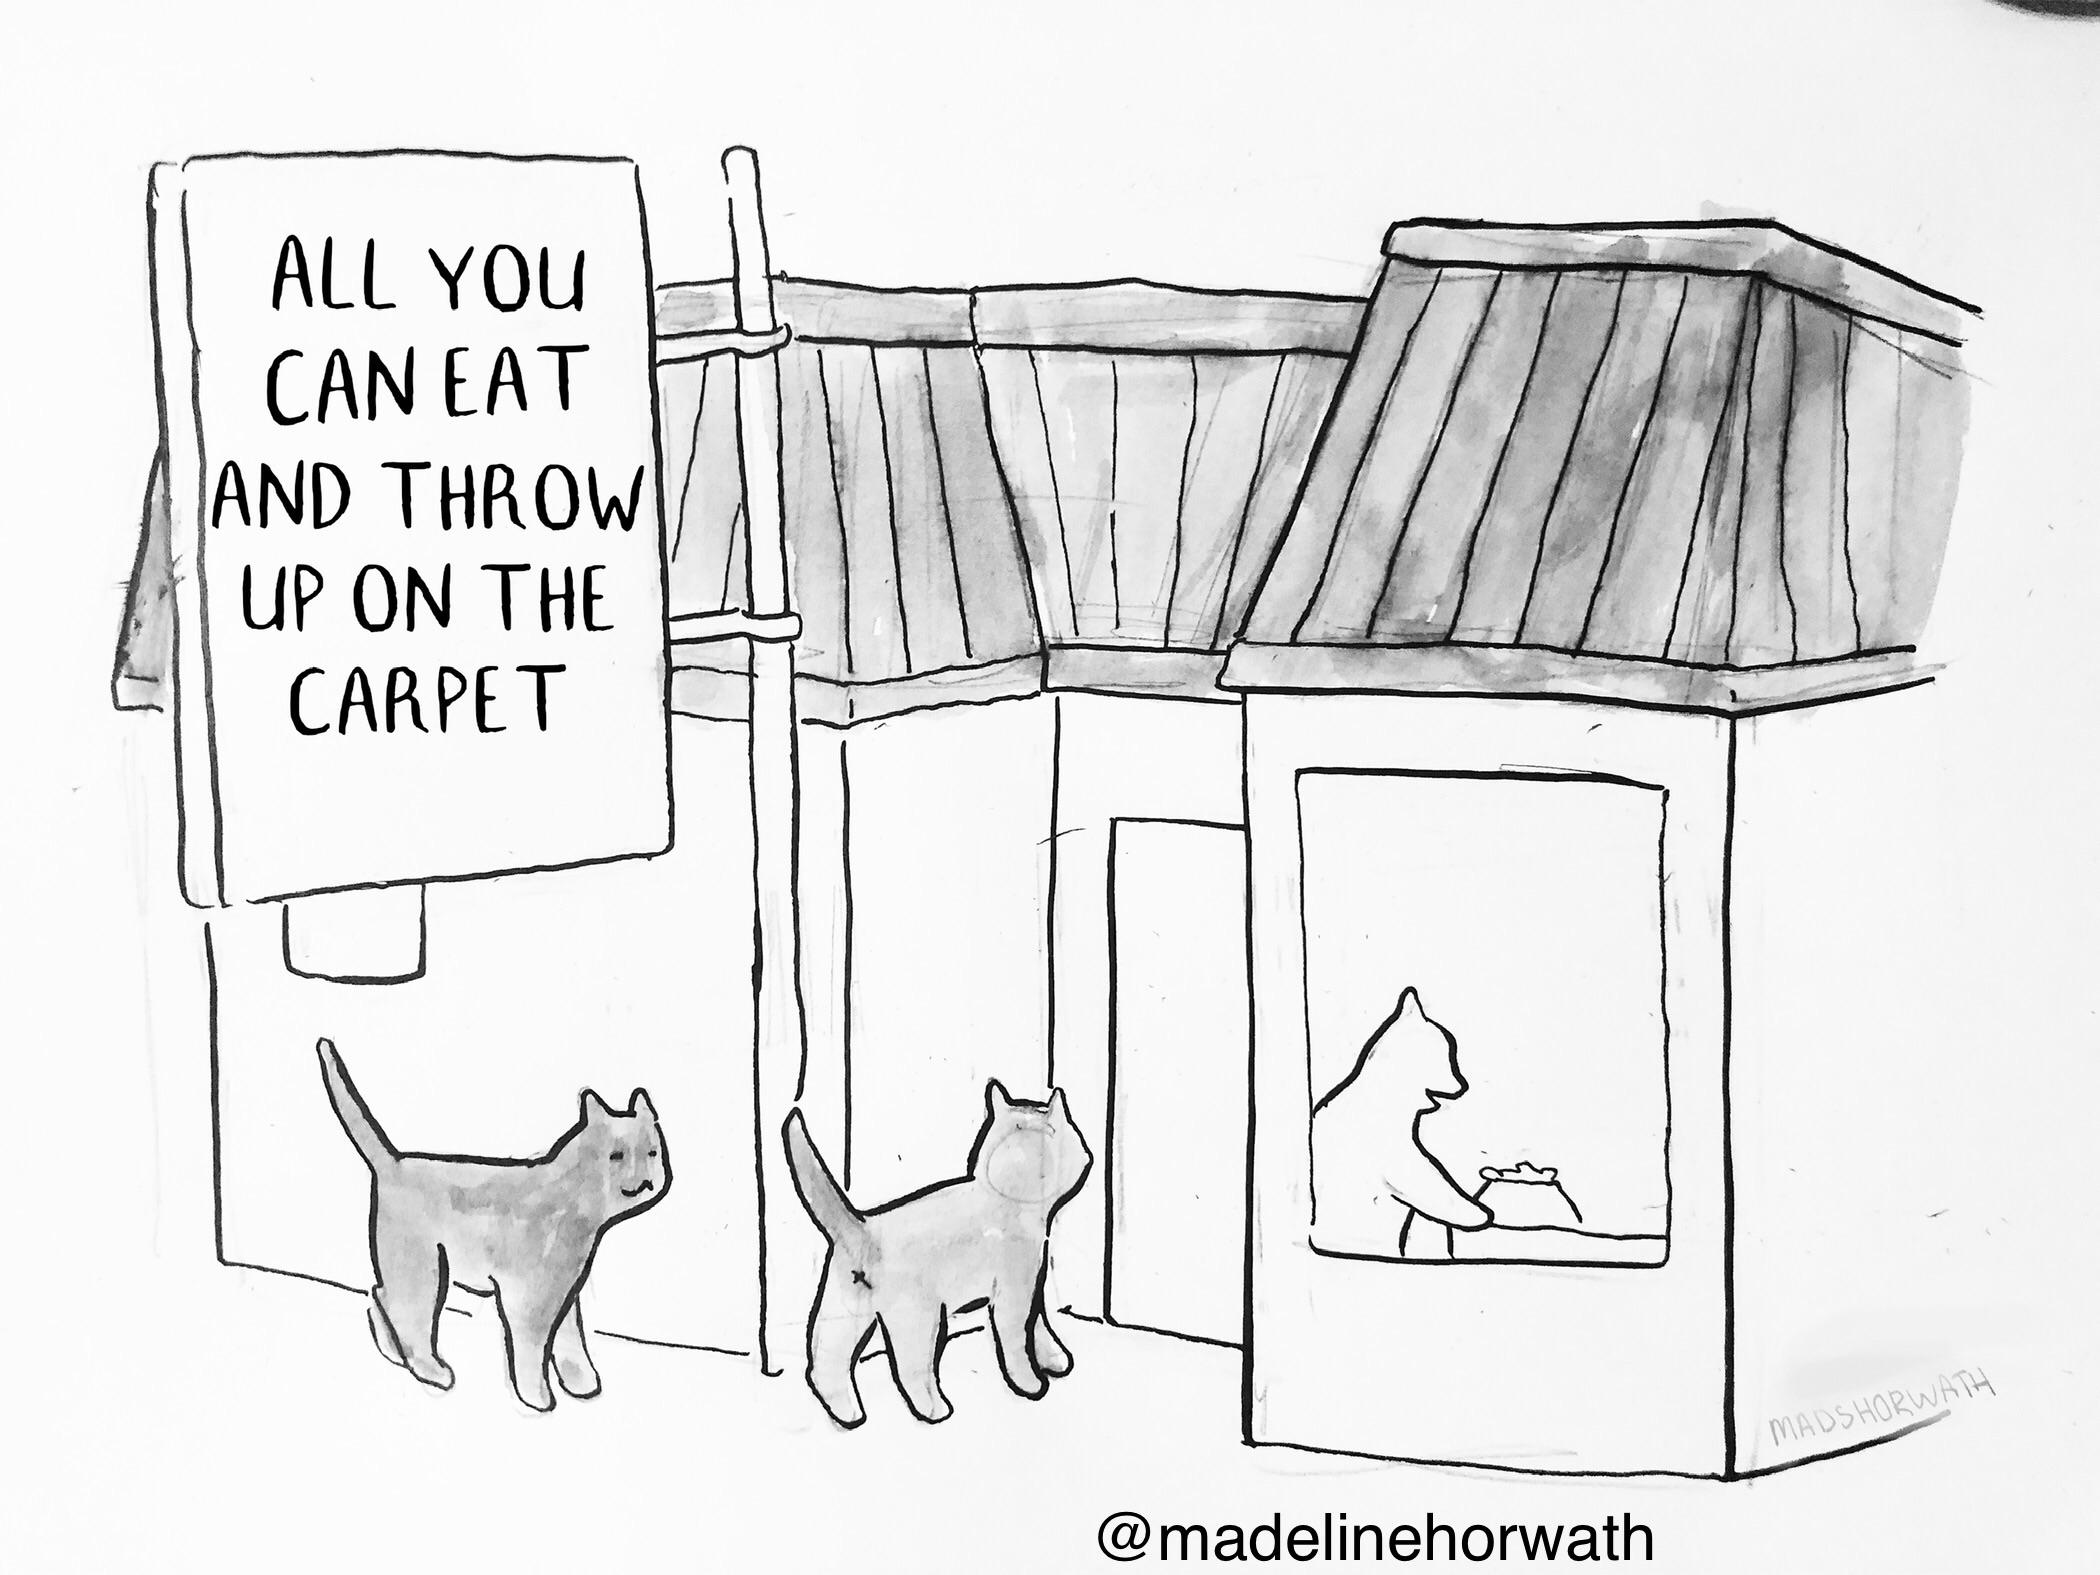 ALL YOU
CAN EAT
AND THROW
UP ON THE
CARPET
MADSHORWATH
@madelinehorwath